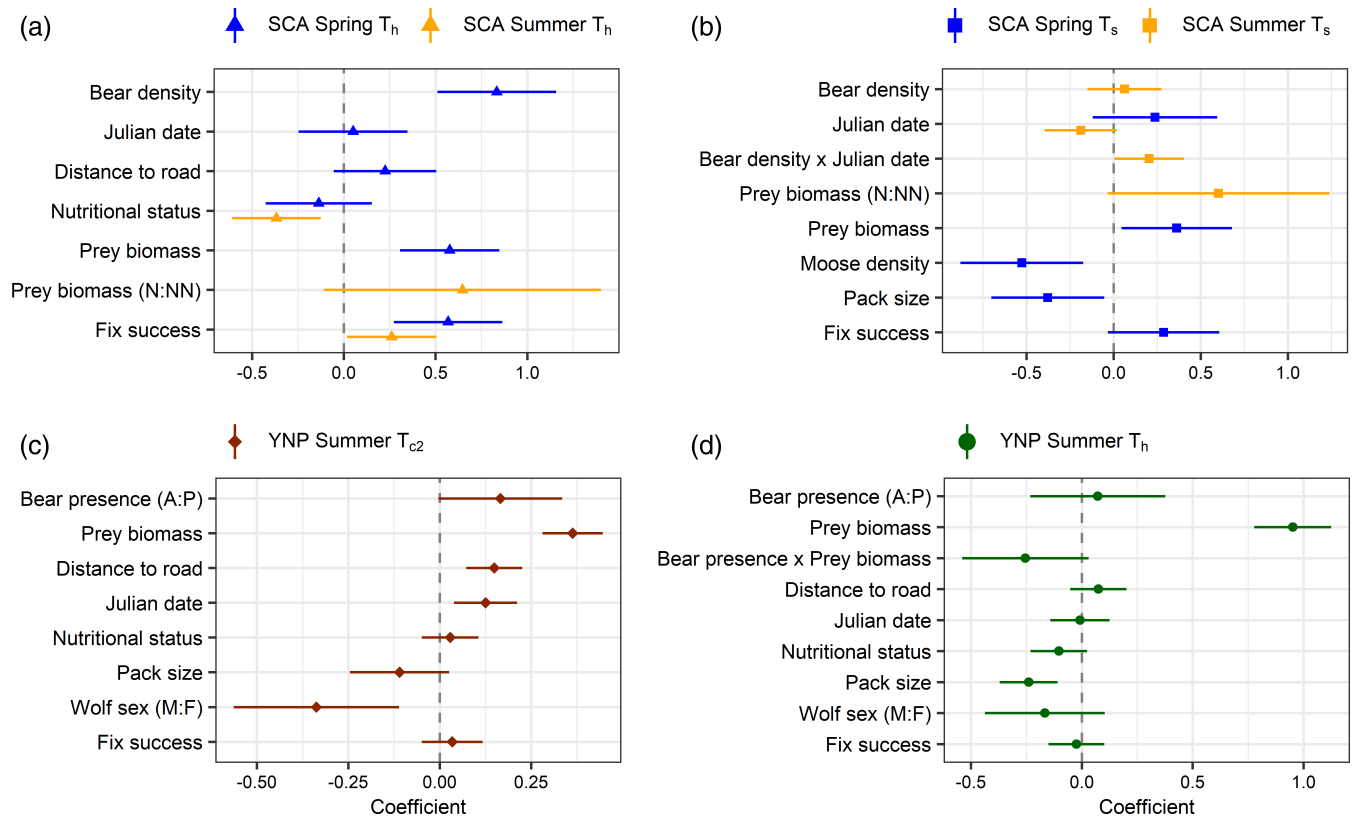 (a) SCA Spring Th SCA Summer Th
Bear density
Julian date
Distance to road
Nutritional status
Prey biomass
Prey biomass (N:NN)
Fix success
-0.5 0.0 0.5 1.0
(b) SCA Spring Ts SCA Summer Ts
Bear density
Julian date
Bear density x Julian date
Prey biomass (N:NN)
Prey biomass
Moose density
Pack size
Fix success
-0.5 0.0 0.5 1.0
(c) YNP Summer Tc2
Bear presence (A:P)
Prey biomass
Distance to road
Julian date
Nutritional status
Pack size
Wolf sex (M:F)
Fix success
-0.50 -0.25 0.00 0.25
Coefficient
(d) YNP Summer Th
Bear presence (A:P)
Prey biomass
Bear presence x Prey biomass
Distance to road
Julian date
Nutritional status
Pack size
Wolf sex (M:F)
Fix success
-0.5 0.0 0.5 1.0
Coefficient